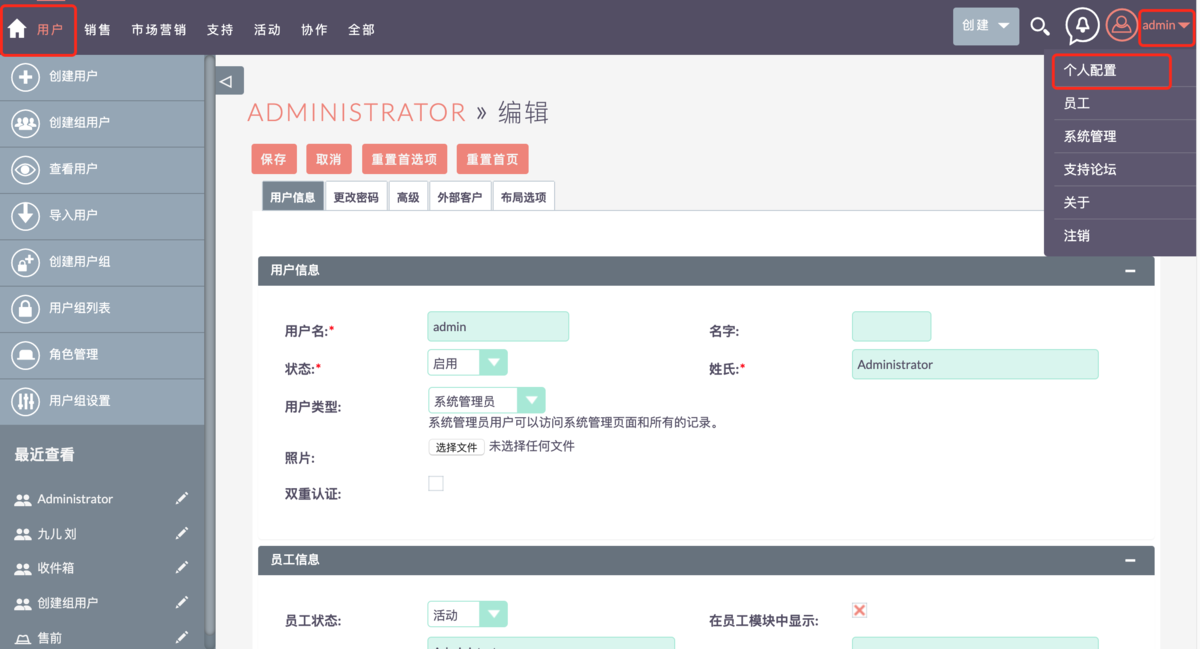 用户 销售 市场营销 支持 活动 协作 全部 创建 admin
个人配置
员工
系统管理
支持论坛
关于
注销
创建用户
创建组用户
查看用户
导入用户
创建用户组
用户组列表
角色管理
用户组设置
最近查看
Administrator
九儿 刘
收件箱
创建组用户
售前
ADMINISTRATOR » 编辑
保存 取消 重置首选项 重置首页
用户信息 更改密码 高级 外部客户 布局选项
用户信息
用户名:* admin 名字:
状态:* 启用 姓氏:* Administrator
用户类型: 系统管理员
系统管理员用户可以访问系统管理页面和所有的记录。
照片: 选择文件 未选择任何文件
双重认证:
员工信息
员工状态: 活动 在员工模块中显示: